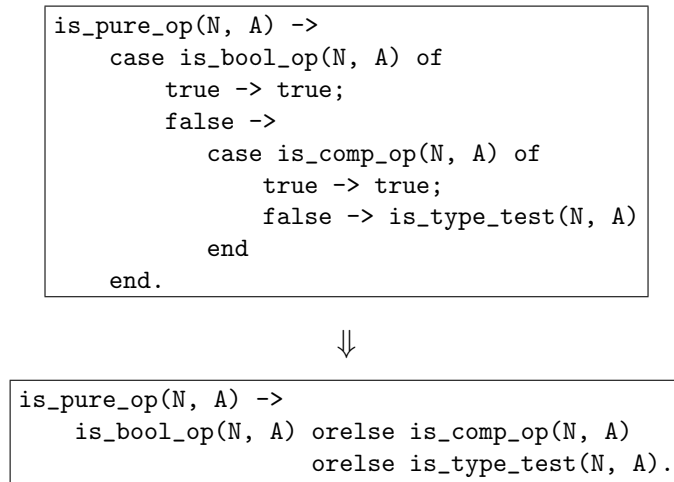 is_pure_op(N, A) ->
    case is_bool_op(N, A) of
        true -> true;
        false ->
           case is_comp_op(N, A) of
               true -> true;
               false -> is_type_test(N, A)
           end
    end.
⇓
is_pure_op(N, A) ->
    is_bool_op(N, A) orelse is_comp_op(N, A)
                     orelse is_type_test(N, A).